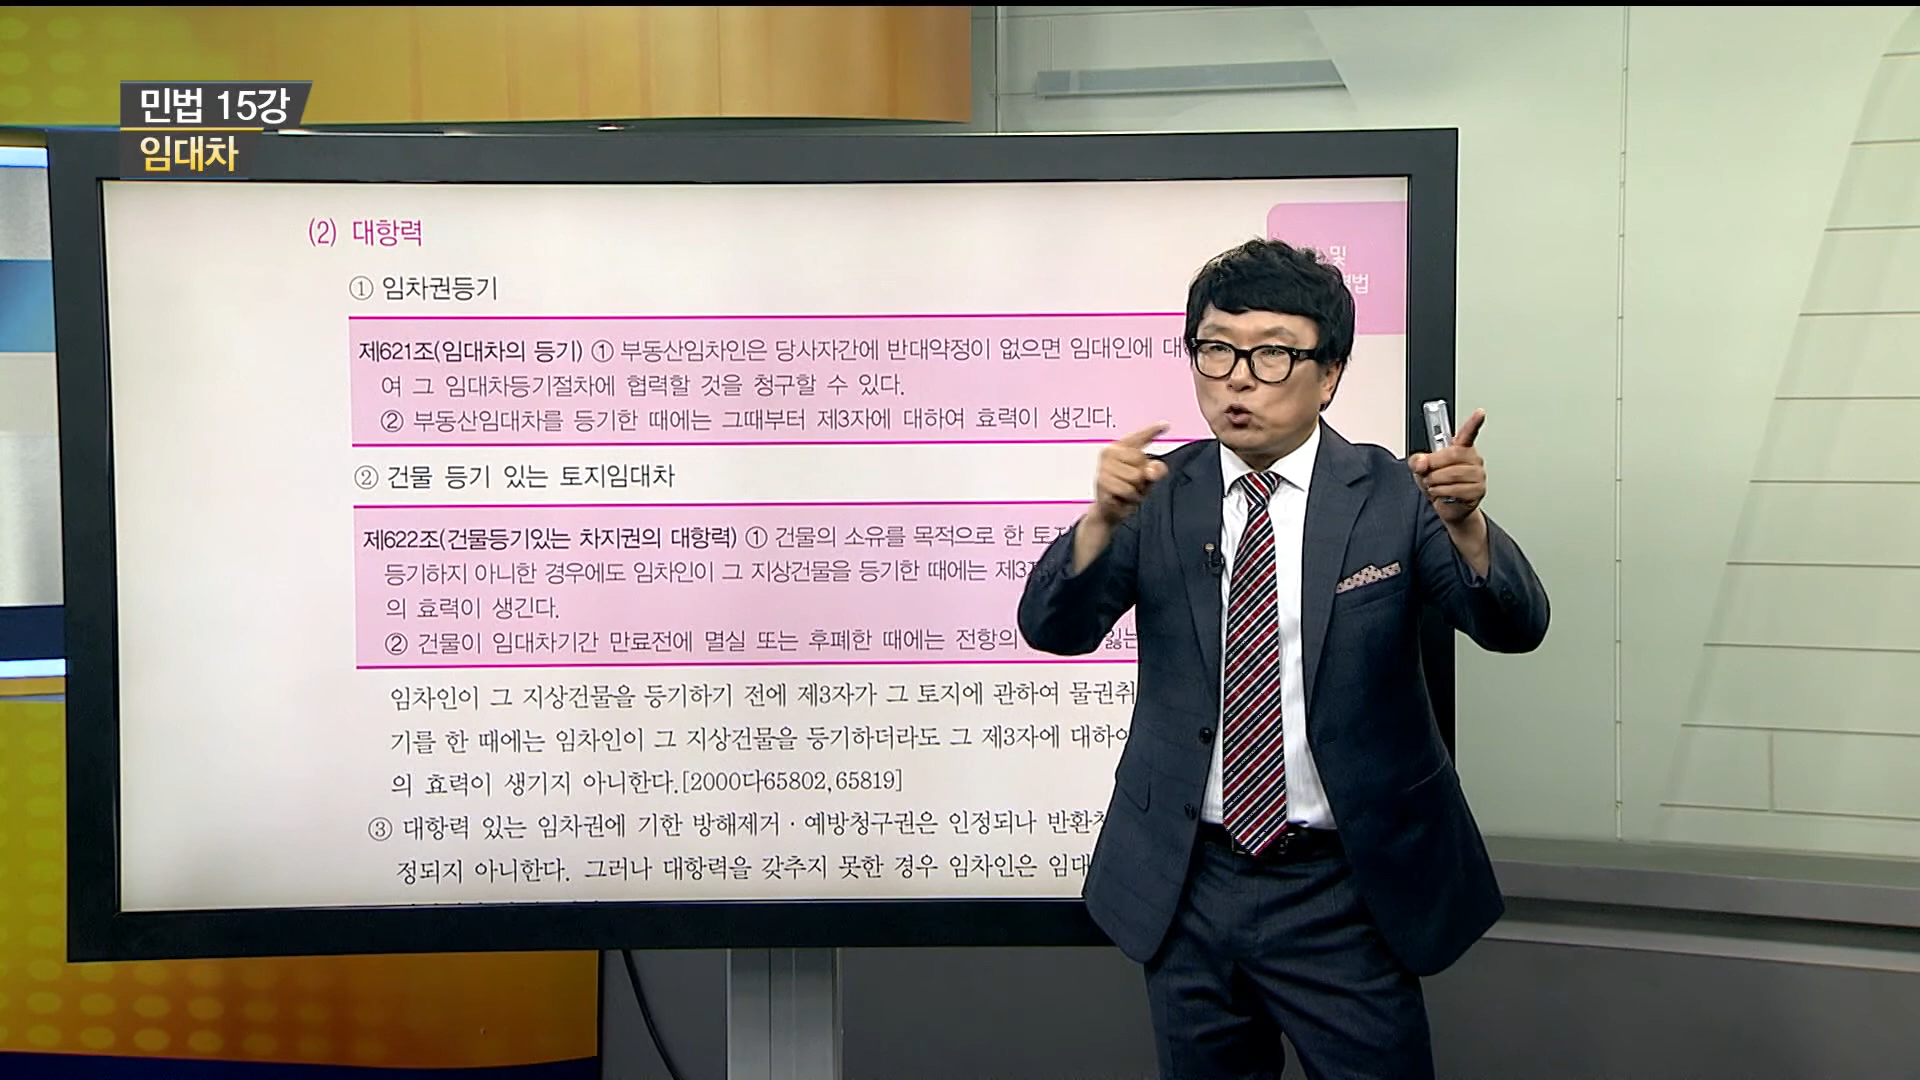 민법 15강
임대차
(2) 대항력
및
법
① 임차권등기
제621조(임대차의 등기) ① 부동산임차인은 당사자간에 반대약정이 없으면 임대인에
여 그 임대차등기절차에 협력할 것을 청구할 수 있다.
② 부동산임대차를 등기한 때에는 그때부터 제3자에 대하여 효력이 생긴다.
② 건물 등기 있는 토지임대차
제622조(건물등기있는 차지권의 대항력) ① 건물의 소유를 목적으로 한
등기하지 아니한 경우에도 임차인이 그 지상건물을 등기한 때에는
의 효력이 생긴다.
② 건물이 임대차기간 만료전에 멸실 또는 후폐한 때에는 전항의 잃는
임차인이 그 지상건물을 등기하기 전에 제3자가 그 토지에 관하여 물권취
기를 한 때에는 임차인이 그 지상건물을 등기하더라도 그 제3자에 대하여
의 효력이 생기지 아니한다.[2000다65802,65819]
③ 대항력 있는 임차권에 기한 방해제거·예방청구권은 인정되나
정되지 아니한다. 그러나 대항력을 갖추지 못한 경우 임차인은